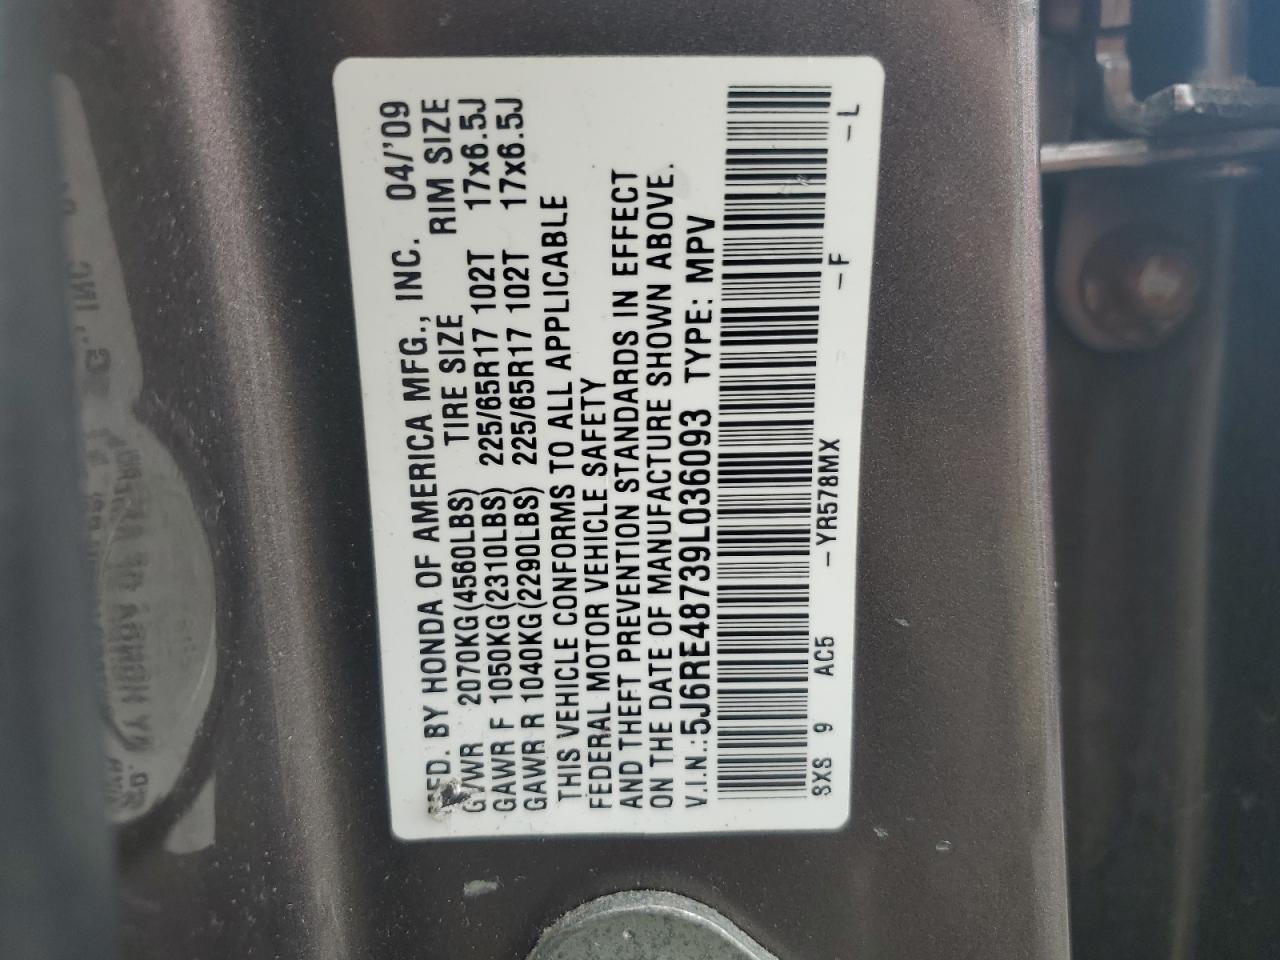 MFD. BY HONDA OF AMERICA MFG., INC. 04/'09
GVWR 2070KG(4560LBS) TIRE SIZE RIM SIZE
GAWR F 1050KG(2310LBS) 225/65R17 102T 17x6.5J
GAWR R 1040KG(2290LBS) 225/65R17 102T 17x6.5J
THIS VEHICLE CONFORMS TO ALL APPLICABLE
FEDERAL MOTOR VEHICLE SAFETY
AND THEFT PREVENTION STANDARDS IN EFFECT
ON THE DATE OF MANUFACTURE SHOWN ABOVE.
V.I.N.:5J6RE48739L036093 TYPE: MPV
SXS 9 AC5 -YR578MX -F -L